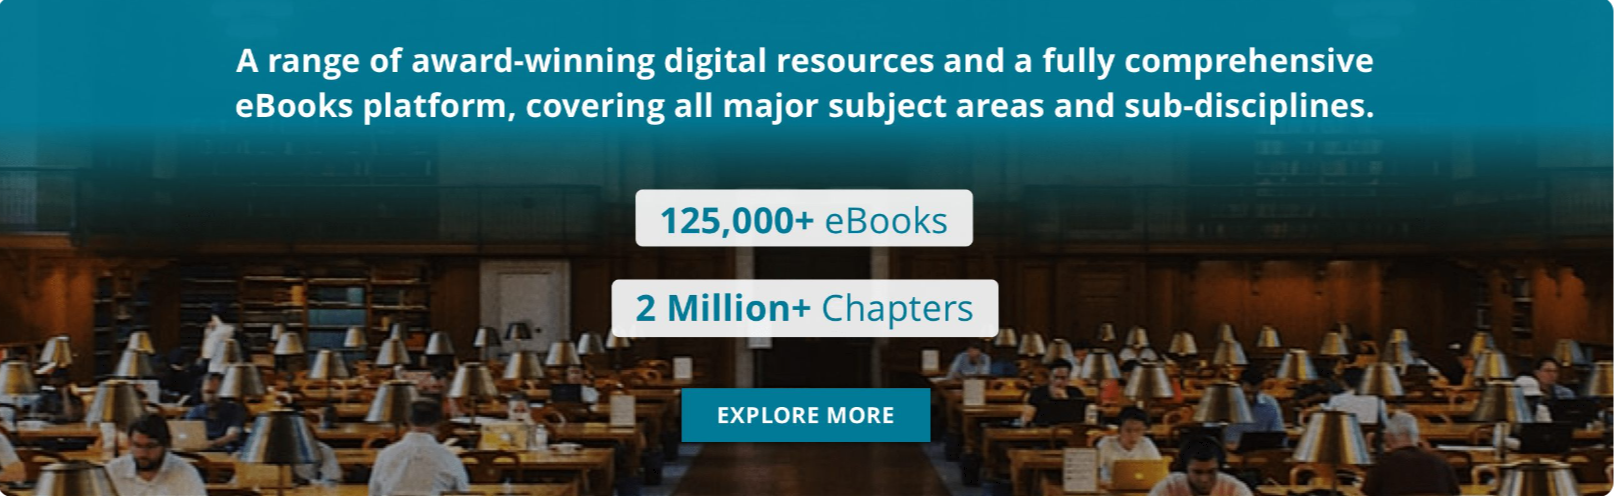 A range of award-winning digital resources and a fully comprehensive
eBooks platform, covering all major subject areas and sub-disciplines.
125,000+ eBooks
2 Million+ Chapters
EXPLORE MORE